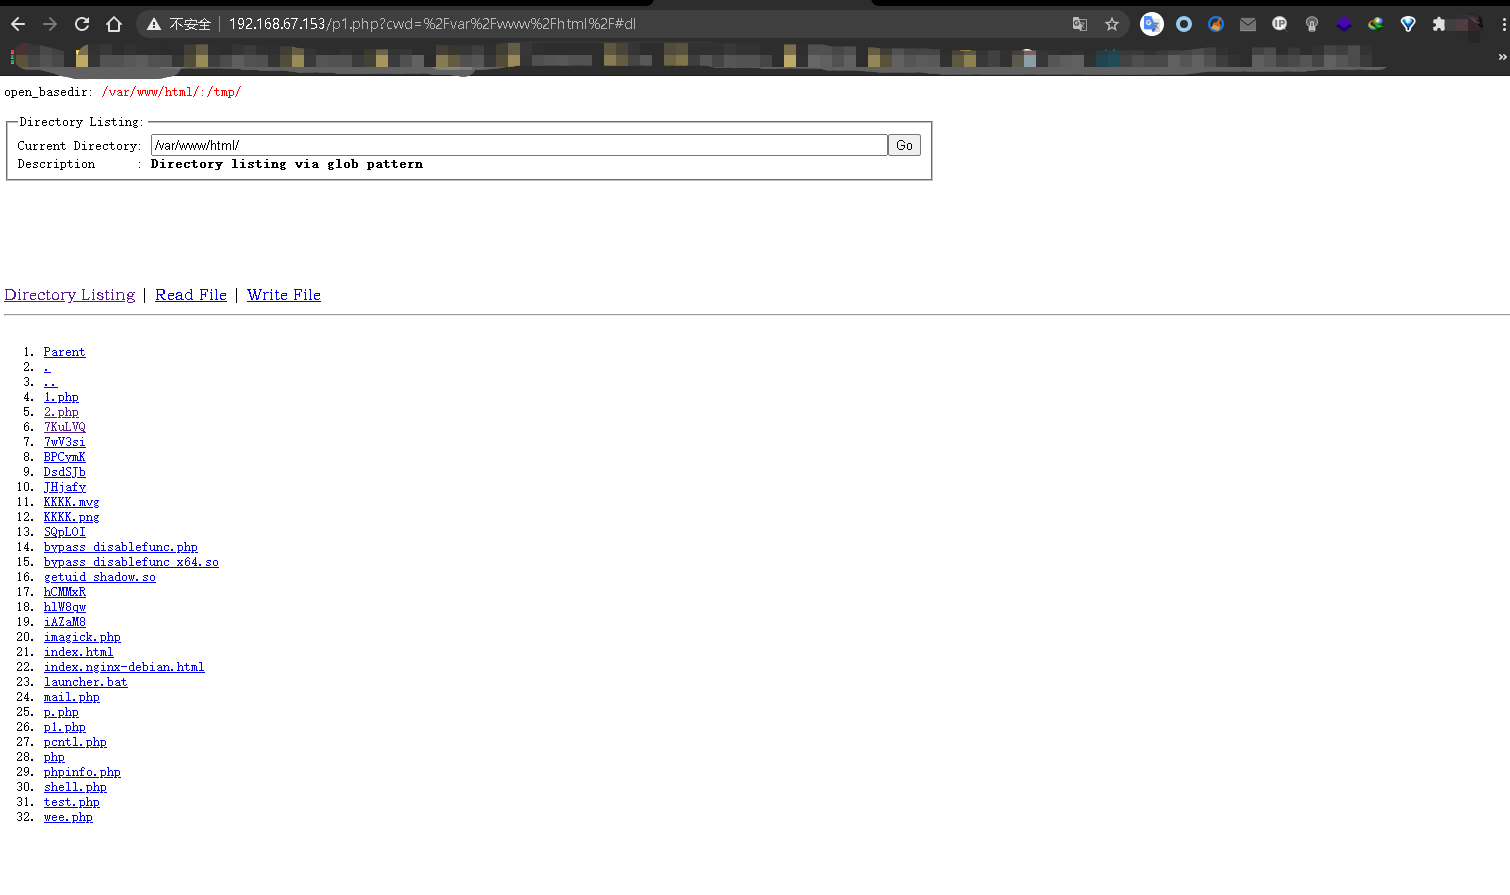 不安全 | 192.168.67.153/p1.php?cwd=%2Fvar%2Fwww%2Fhtml%2F#dl
open_basedir: /var/www/html/:/tmp/
Directory Listing:
Current Directory: /var/www/html/ Go
Description : Directory listing via glob pattern
Directory Listing | Read File | Write File
1. Parent
2. .
3. ..
4. 1.php
5. 2.php
6. 7KuLVQ
7. 7wV3si
8. BPCymK
9. DsdSJb
10. JHjafy
11. KKKK.mvg
12. KKKK.png
13. SQpLOI
14. bypass_disablefunc.php
15. bypass_disablefunc_x64.so
16. getuid_shadow.so
17. hCMMxR
18. hlW8qw
19. iAZaM8
20. imagick.php
21. index.html
22. index.nginx-debian.html
23. launcher.bat
24. mail.php
25. p.php
26. p1.php
27. pcntl.php
28. php
29. phpinfo.php
30. shell.php
31. test.php
32. wee.php